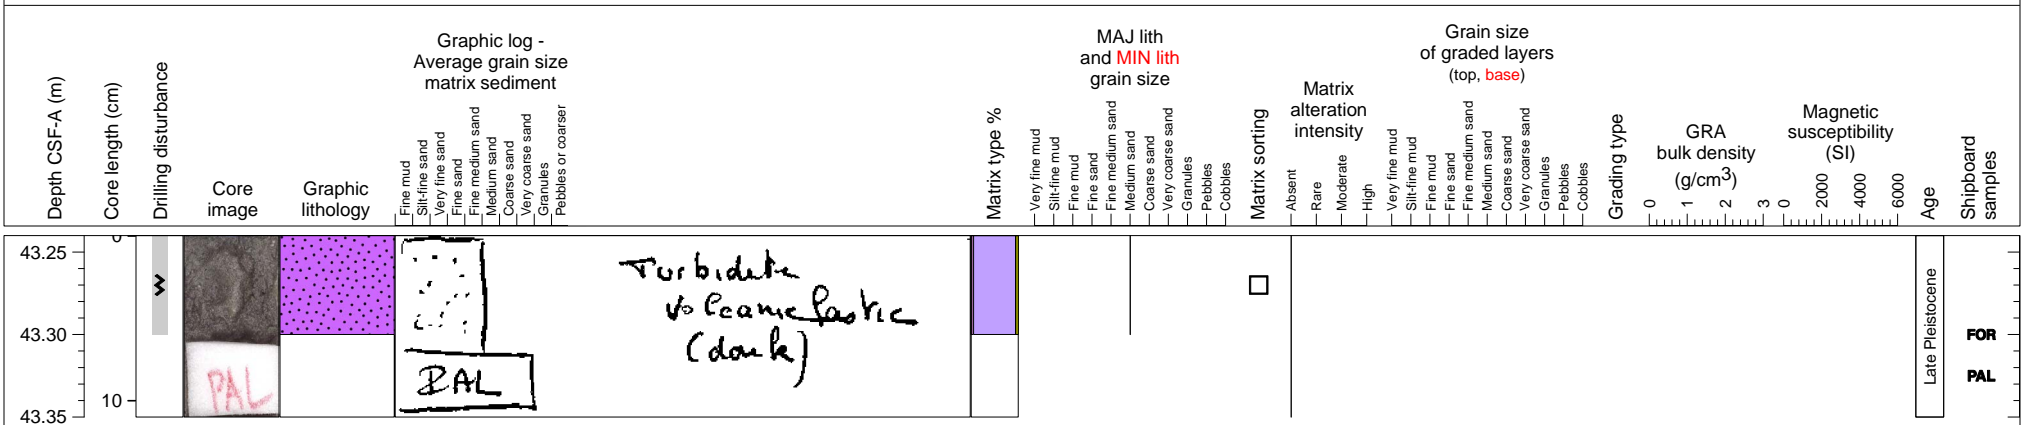 Depth CSF-A (m)
Core length (cm)
Drilling disturbance
Core
image
Graphic
lithology
Graphic log -
Average grain size
matrix sediment
Fine mud
Silt-fine sand
Very fine sand
Fine sand
Fine medium sand
Medium sand
Coarse sand
Very coarse sand
Granules
Pebbles or coarser
Matrix type %
MAJ lith
and MIN lith
grain size
Very fine mud
Silt-fine mud
Fine mud
Fine sand
Fine medium sand
Medium sand
Coarse sand
Very coarse sand
Granules
Pebbles
Cobbles
Matrix sorting
Matrix
alteration
intensity
Absent
Rare
Moderate
High
Grain size
of graded layers
(top, base)
Very fine mud
Silt-fine mud
Fine mud
Fine sand
Fine medium sand
Medium sand
Coarse sand
Very coarse sand
Granules
Pebbles
Cobbles
Grading type
GRA
bulk density
(g/cm3)
0 1 2 3
Magnetic
susceptibility
(SI)
0 2000 4000 6000
Age
Shipboard
samples
43.25
43.30
43.35
0
10
PAL
Turbidite
volcaniclastic
(dark)
PAL
Late Pleistocene
FOR
PAL